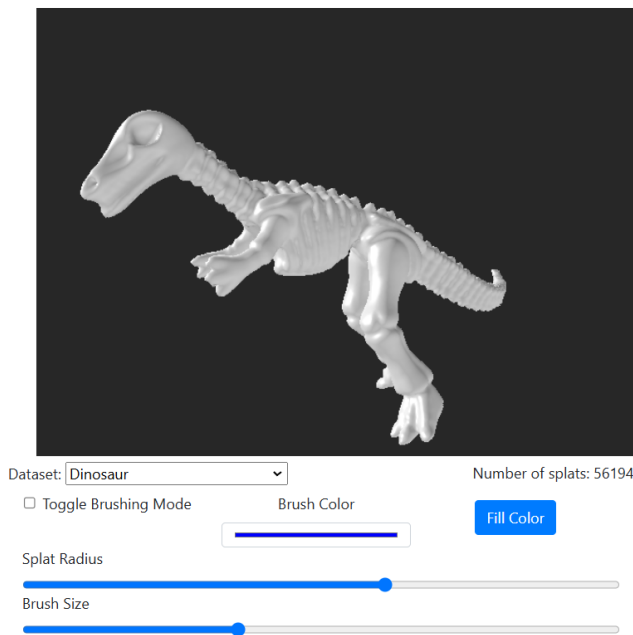 Dataset: Dinosaur Number of splats: 56194
Toggle Brushing Mode Brush Color Fill Color
Splat Radius
Brush Size